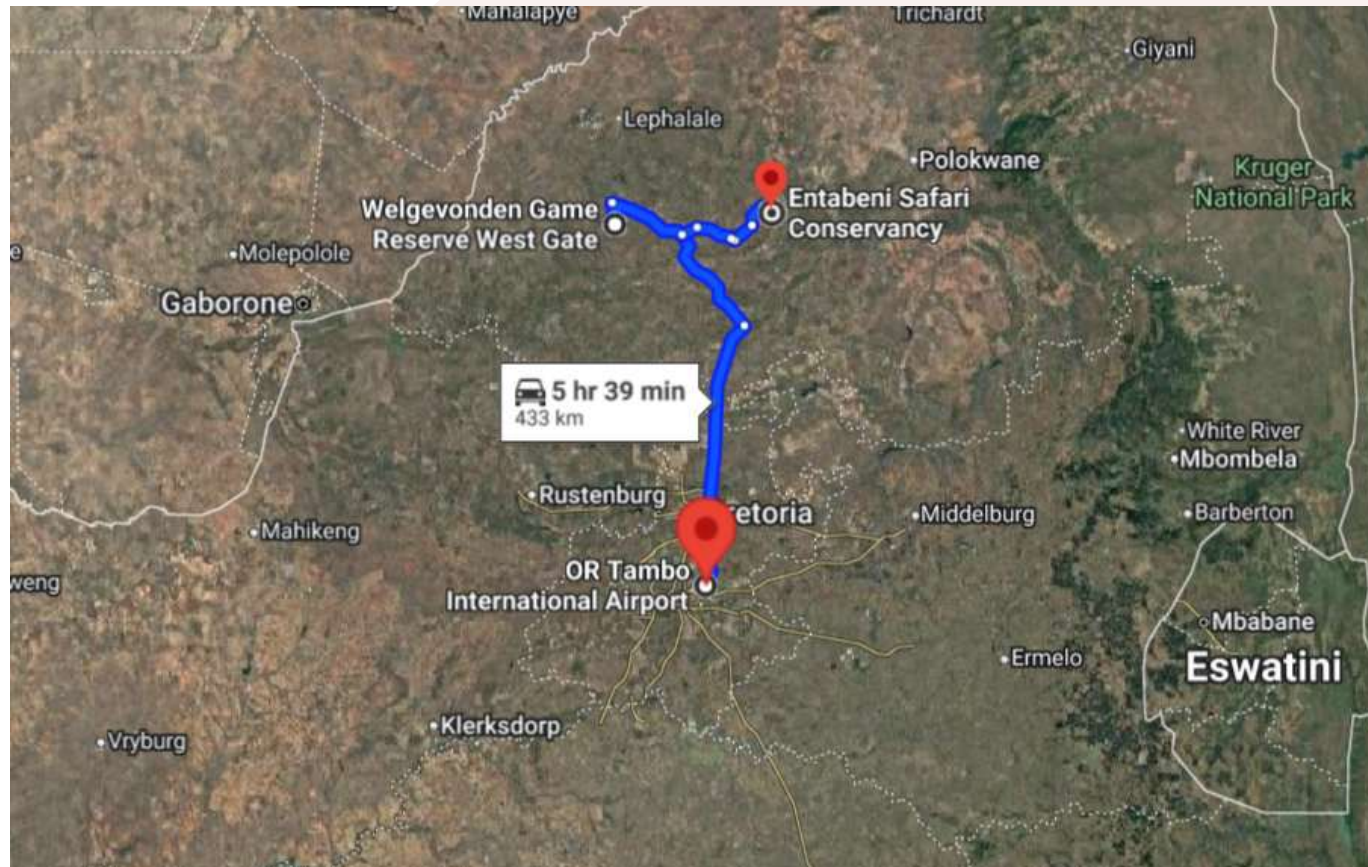 Mahalapye
Trichardt
Giyani
Lephalale
Polokwane
Kruger
National Park
Welgevonden Game
Reserve West Gate
Entabeni Safari
Conservancy
Molepolole
Gaborone
5 hr 39 min
433 km
White River
Mbombela
Rustenburg
retoria
Middelburg
Barberton
Mahikeng
OR Tambo
International Airport
weng
Mbabane
Ermelo
Eswatini
Klerksdorp
Vryburg